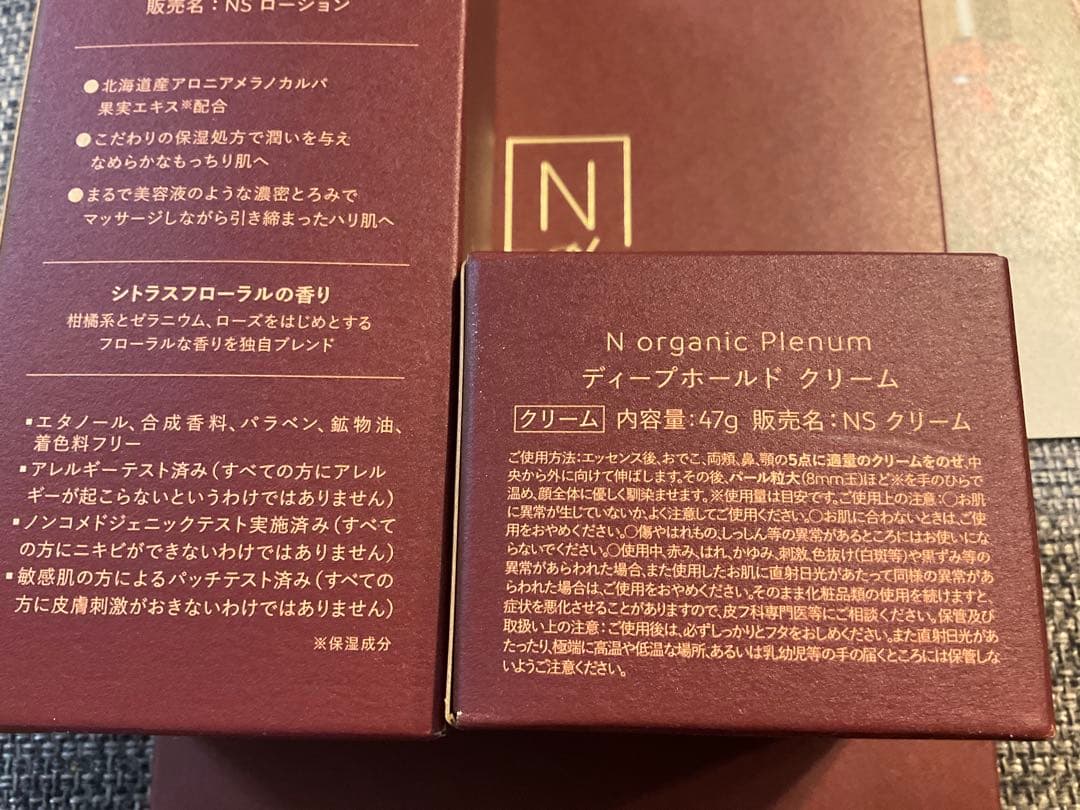 販売名：NS ローション
●北海道産アロニアメラノカルパ
果実エキス※配合
●こだわりの保湿処方で潤いを与え
なめらかなもっちり肌へ
●まるで美容液のような濃密とろみで
マッサージしながら引き締まったハリ肌へ
シトラスフローラルの香り
柑橘系とゼラニウム、ローズをはじめとする
フローラルな香りを独自ブレンド
▪エタノール、合成香料、パラベン、鉱物油、
着色料フリー
▪アレルギーテスト済み（すべての方にアレル
ギーが起こらないというわけではありません）
▪ノンコメドジェニックテスト実施済み（すべて
の方にニキビができないわけではありません）
▪敏感肌の方によるパッチテスト済み（すべての
方に皮膚刺激がおきないわけではありません）
※保湿成分
N
N organic Plenum
ディープホールド クリーム
クリーム 内容量：47g 販売名：NS クリーム
ご使用方法：エッセンス後、おでこ、両頬、鼻、顎の5点に適量のクリームをのせ、中
央から外に向けて伸ばします。その後、パール粒大（8mm玉）ほど※を手のひらで
温め、顔全体に優しく馴染ませます。※使用量は目安です。ご使用上の注意：○お肌
に異常が生じていないか、よく注意してご使用ください。○お肌に合わないときは、ご使
用をおやめください。○傷やはれもの、しっしん等の異常があるところにはお使いにな
らないでください。○使用中、赤み、はれ、かゆみ、刺激、色抜け（白斑等）や黒ずみ等の
異常があらわれた場合、また使用したお肌に直射日光があたって同様の異常があ
らわれた場合は、ご使用をおやめください。そのまま化粧品類の使用を続けますと、
症状を悪化させることがありますので、皮フ科専門医等にご相談ください。保管及び
取扱い上の注意：ご使用後は、必ずしっかりとフタをおしめください。また直射日光があ
たったり、極端に高温や低温な場所、あるいは乳幼児等の手の届くところには保管しな
いようご注意ください。